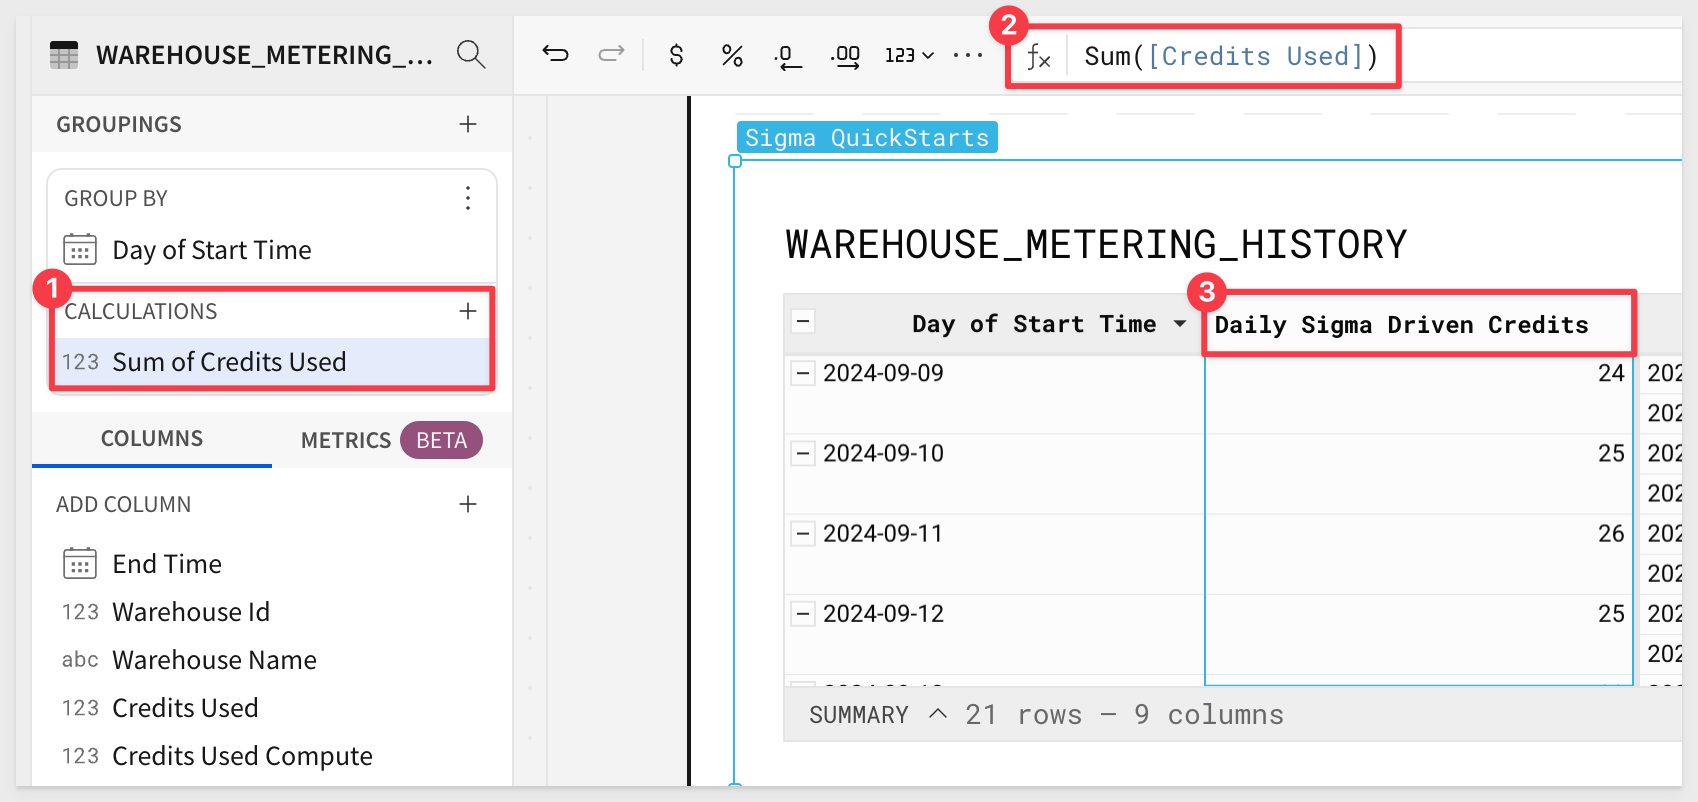 WAREHOUSE_METERING_...
$ % .0 .00 123 ...
2
fx Sum([Credits Used])
GROUPINGS
GROUP BY
Day of Start Time
1
CALCULATIONS
123 Sum of Credits Used
COLUMNS METRICS BETA
ADD COLUMN
End Time
123 Warehouse Id
abc Warehouse Name
123 Credits Used
123 Credits Used Compute
Sigma QuickStarts
WAREHOUSE_METERING_HISTORY
3
Day of Start Time Daily Sigma Driven Credits
2024-09-09 24 202
202
2024-09-10 25 202
202
2024-09-11 26 202
202
2024-09-12 25 202
202
SUMMARY 21 rows – 9 columns